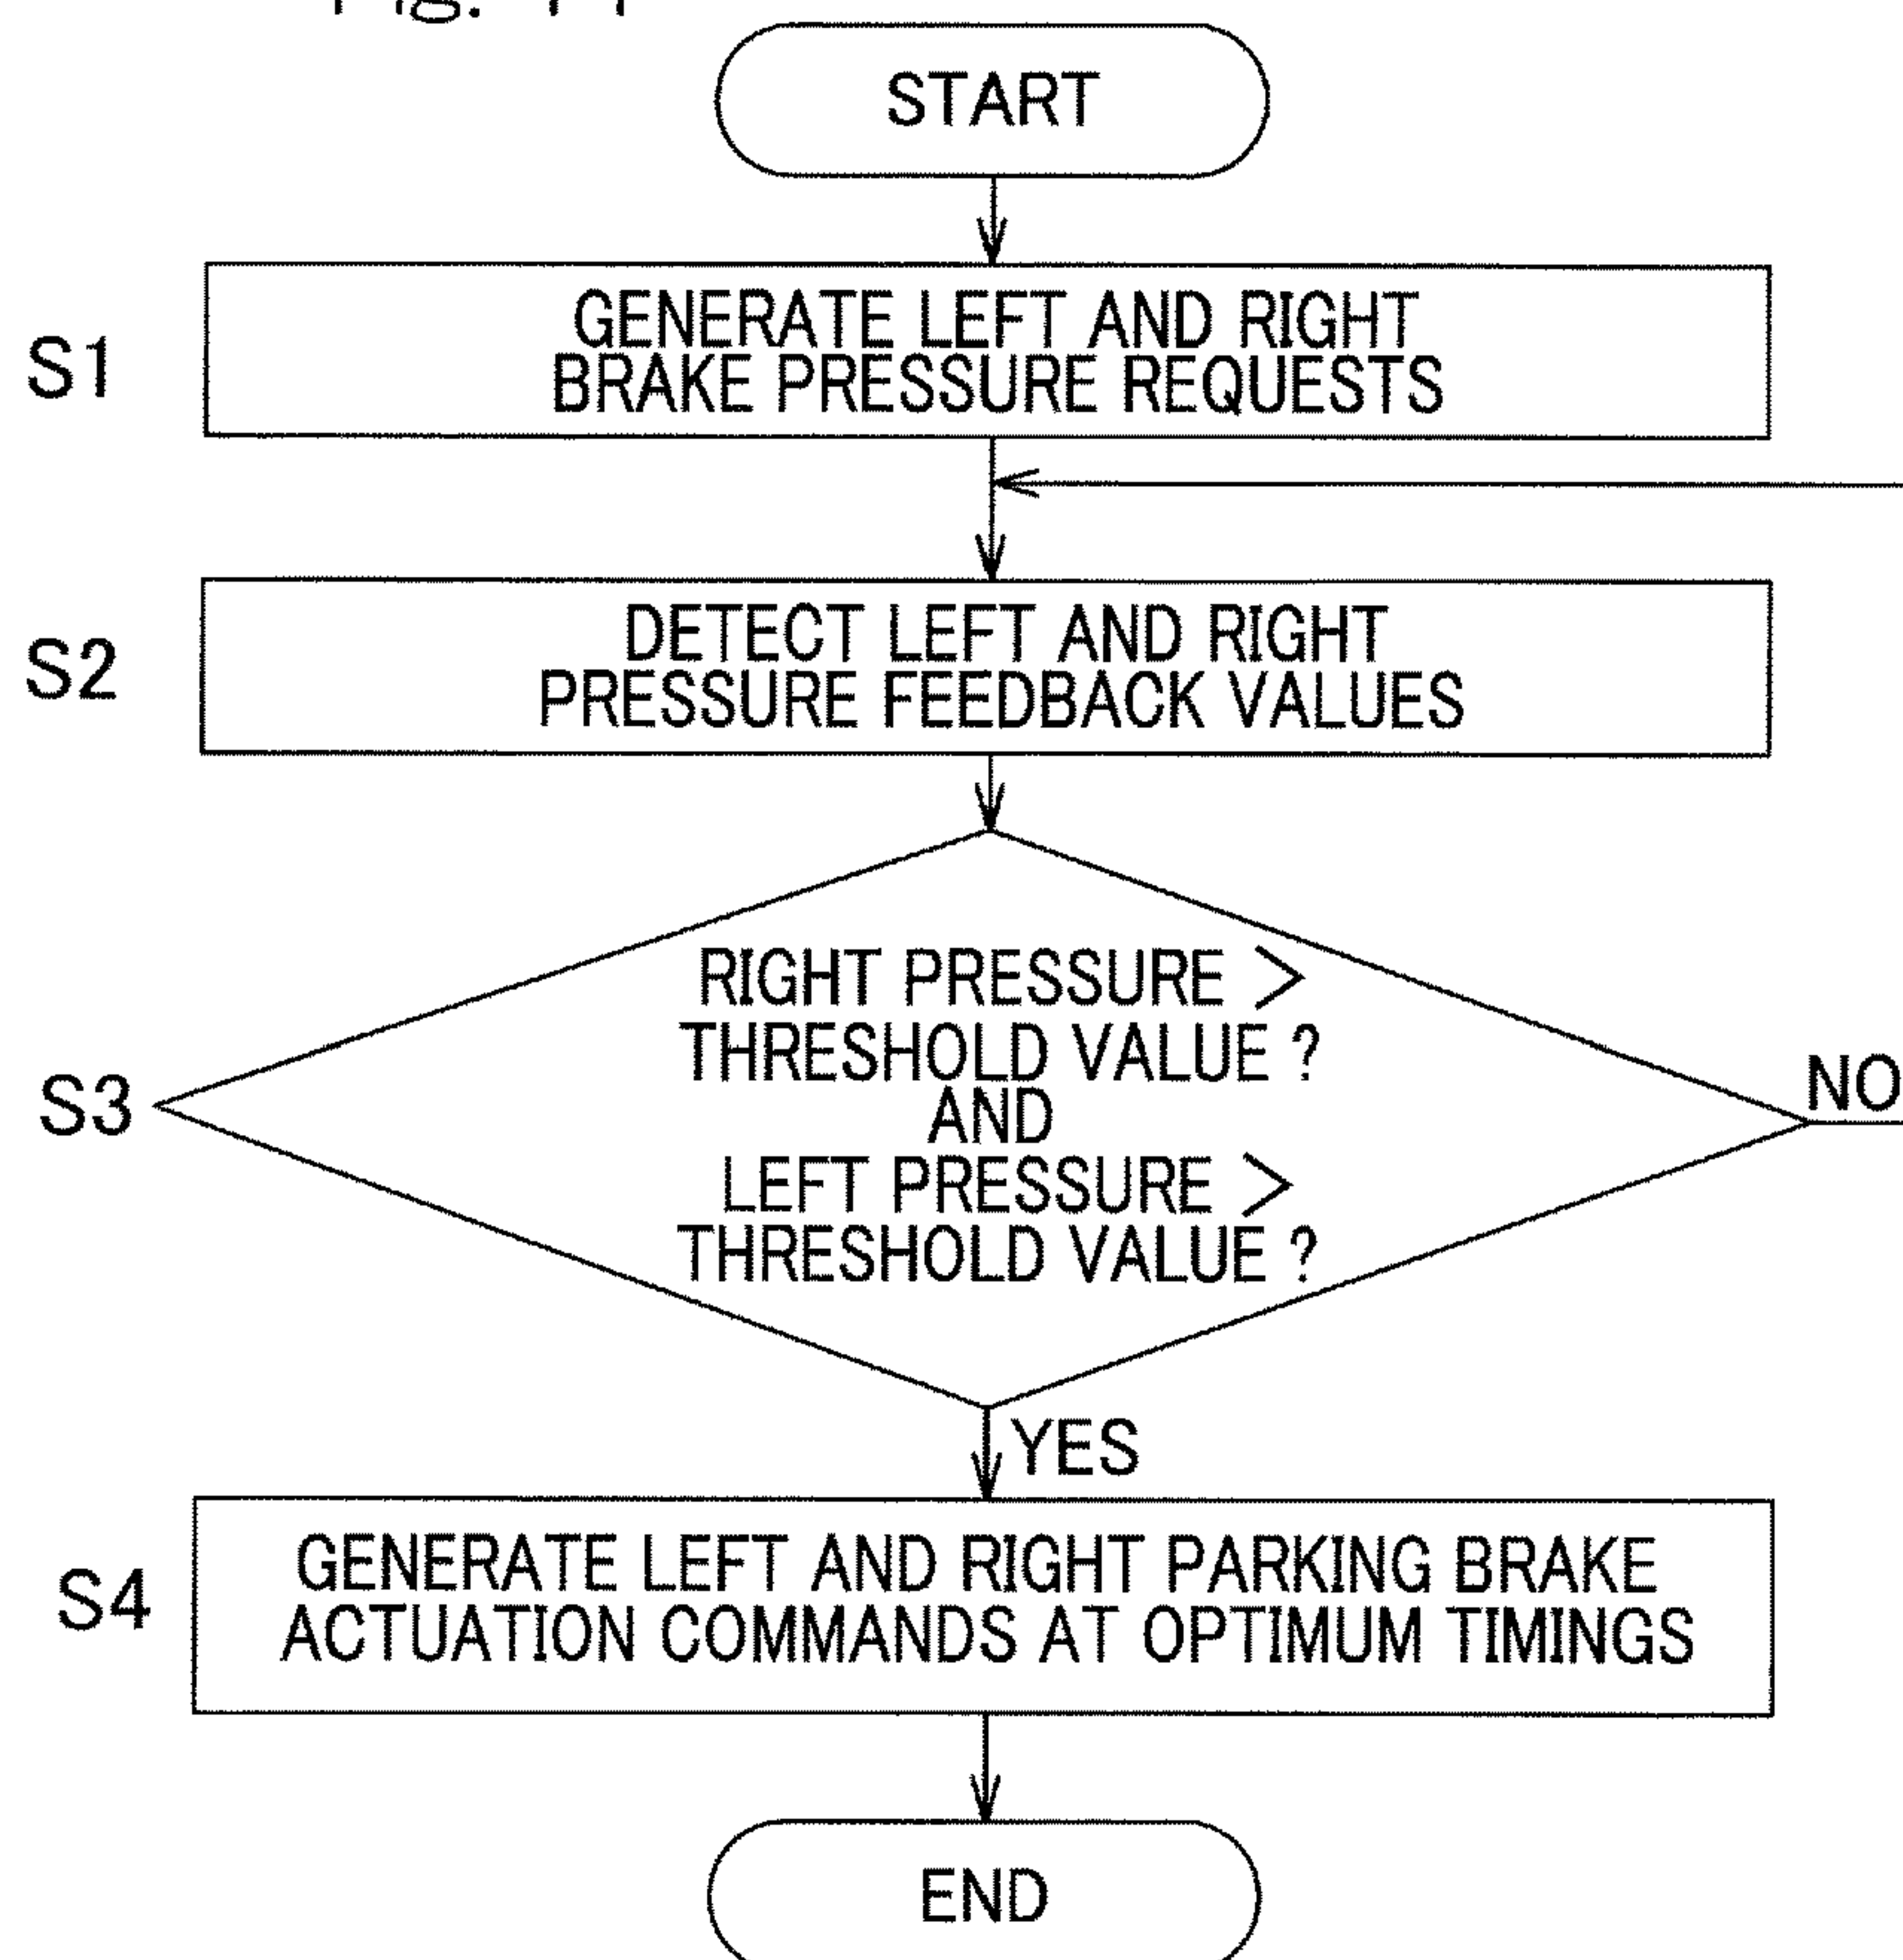 START
S1
GENERATE LEFT AND RIGHT
BRAKE PRESSURE REQUESTS
S2
DETECT LEFT AND RIGHT
PRESSURE FEEDBACK VALUES
S3
RIGHT PRESSURE >
THRESHOLD VALUE ?
AND
LEFT PRESSURE >
THRESHOLD VALUE ?
NO
YES
S4
GENERATE LEFT AND RIGHT PARKING BRAKE
ACTUATION COMMANDS AT OPTIMUM TIMINGS
END